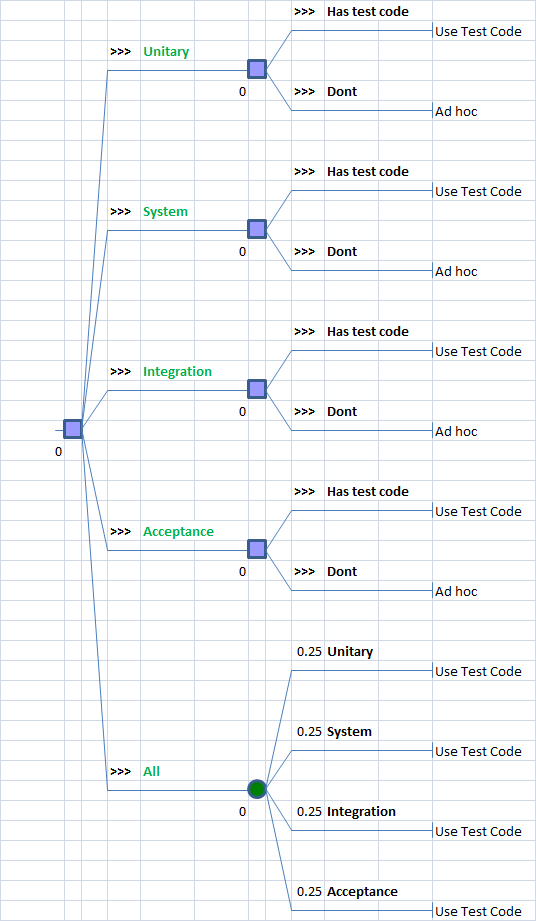 >>> Has test code
Use Test Code
>>> Unitary
0
>>> Dont
Ad hoc
>>> Has test code
Use Test Code
>>> System
0
>>> Dont
Ad hoc
>>> Has test code
Use Test Code
>>> Integration
0
>>> Dont
Ad hoc
0
>>> Has test code
Use Test Code
>>> Acceptance
0
>>> Dont
Ad hoc
0.25 Unitary
Use Test Code
0.25 System
Use Test Code
>>> All
0
0.25 Integration
Use Test Code
0.25 Acceptance
Use Test Code